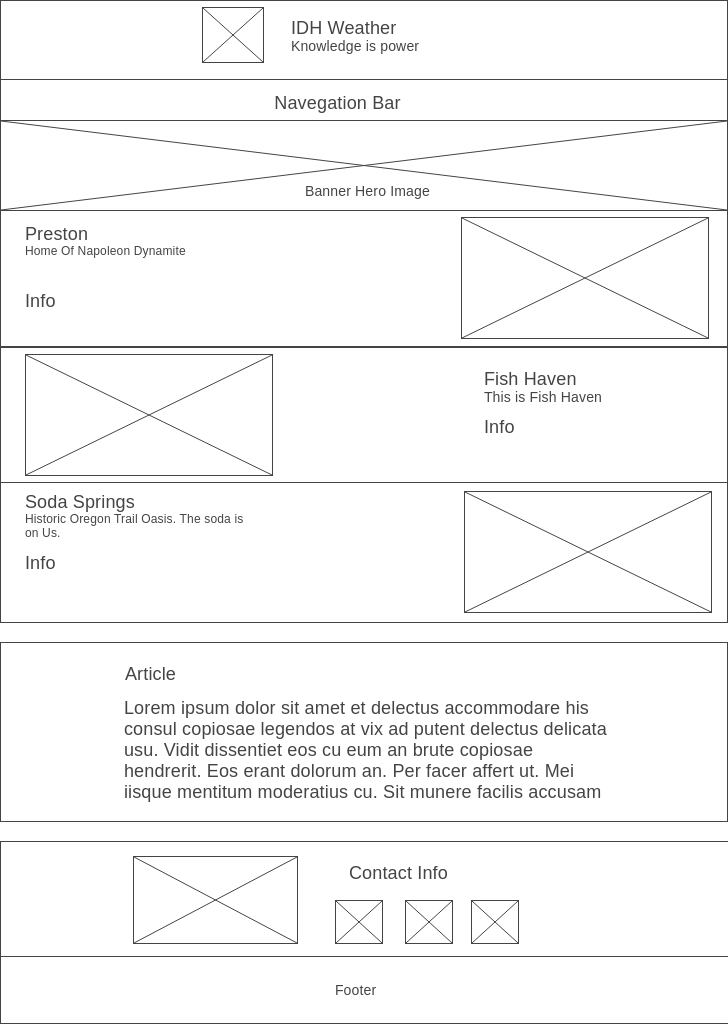 IDH Weather
Knowledge is power
Navegation Bar
Banner Hero Image
Preston
Home Of Napoleon Dynamite
Info
Fish Haven
This is Fish Haven
Info
Soda Springs
Historic Oregon Trail Oasis. The soda is
on Us.
Info
Article
Lorem ipsum dolor sit amet et delectus accommodare his
consul copiosae legendos at vix ad putent delectus delicata
usu. Vidit dissentiet eos cu eum an brute copiosae
hendrerit. Eos erant dolorum an. Per facer affert ut. Mei
iisque mentitum moderatius cu. Sit munere facilis accusam
Contact Info
Footer